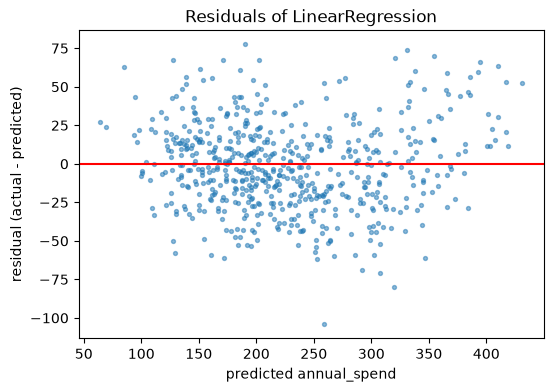 Residuals of LinearRegression
residual (actual - predicted)
75
50
25
0
−25
−50
−75
−100
50 100 150 200 250 300 350 400
predicted annual_spend